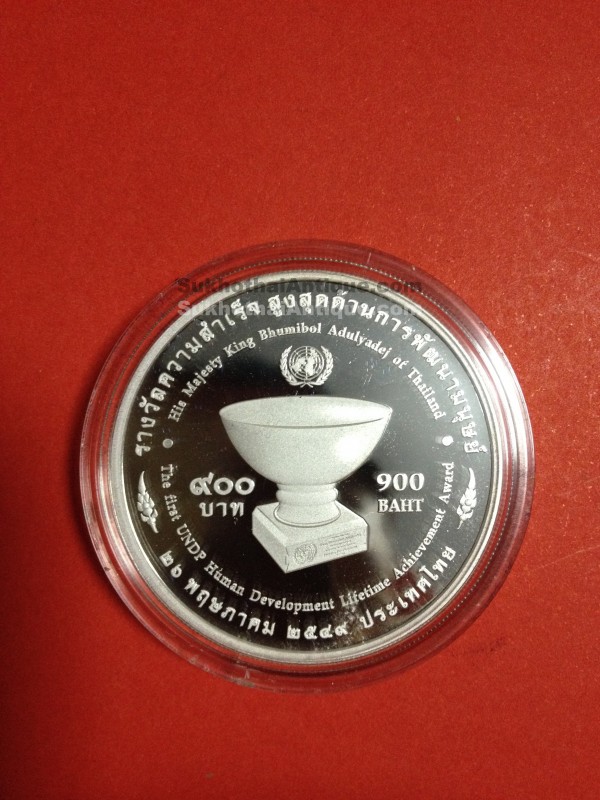 SukhothaiAntique.com
SukhothaiAntique.com
รางวัลความสำเร็จสูงสุดด้านการพัฒนามนุษย์
His Majesty King Bhumibol Adulyadej of Thailand
๙๐๐
บาท
900
BAHT
The first UNDP Human Development Lifetime Achievement Award
๒๖ พฤษภาคม ๒๕๔๙ ประเทศไทย